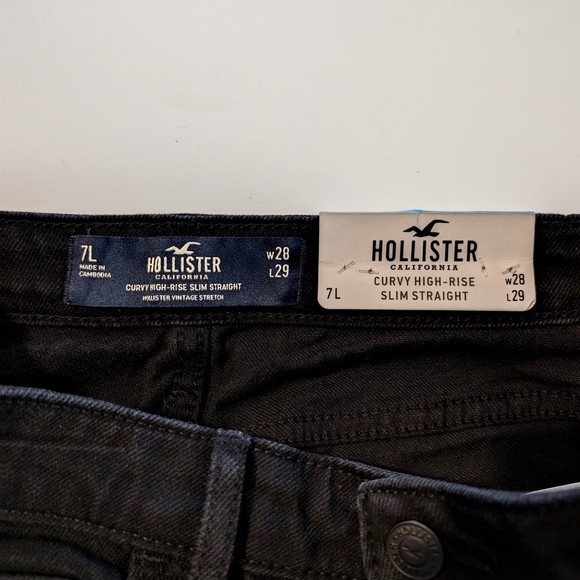 7L
MADE IN
CAMBODIA
HOLLISTER
CALIFORNIA
CURVY HIGH-RISE SLIM STRAIGHT
HOLLISTER VINTAGE STRETCH
W28
L29
HOLLISTER
CALIFORNIA
CURVY HIGH-RISE
SLIM STRAIGHT
7L
W28
L29